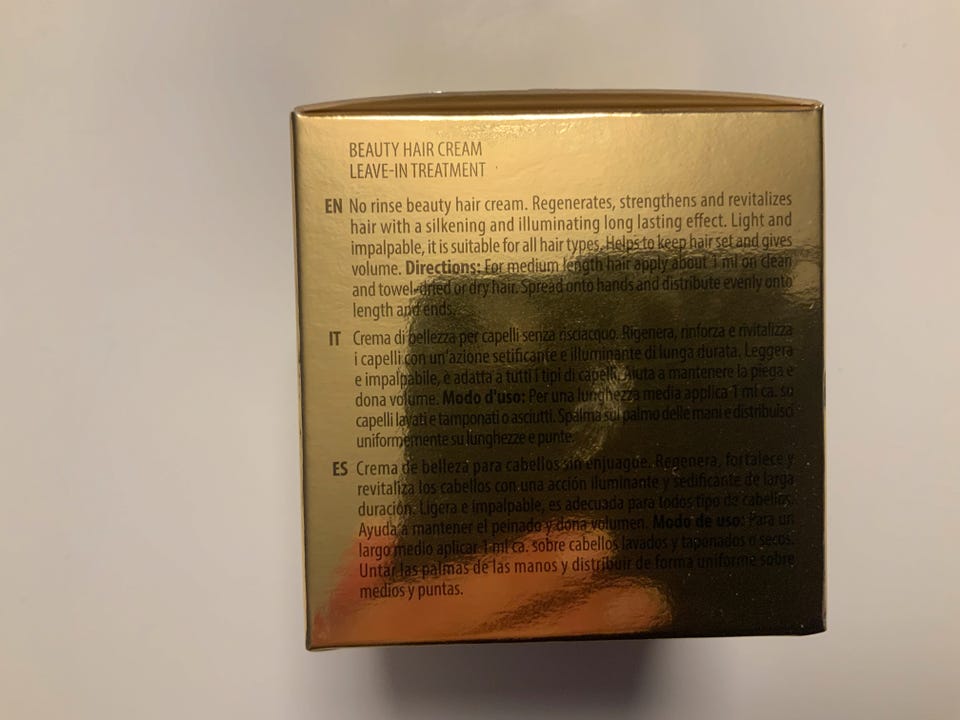 BEAUTY HAIR CREAM
LEAVE-IN TREATMENT
EN No rinse beauty hair cream. Regenerates, strengthens and revitalizes
hair with a silkening and illuminating long lasting effect. Light and
impalpable, it is suitable for all hair types. Helps to keep hair set and gives
volume. Directions: For medium length hair apply about 1 ml on clean
and towel-dried or dry hair. Spread onto hands and distribute evenly onto
length and ends.
IT Crema di bellezza per capelli senza risciacquo. Rigenera, rinforza e rivitalizza
i capelli con un'azione setificante e illuminante di lunga durata. Leggera
e impalpabile, è adatta a tutti i tipi di capelli. Aiuta a mantenere la piega e
dona volume. Modo d'uso: Per una lunghezza media applica 1 ml ca. su
capelli lavati e tamponati o asciutti. Spalma sul palmo delle mani e distribuisci
uniformemente su lunghezze e punte.
ES Crema de belleza para cabellos sin enjuague. Regenera, fortalece y
revitaliza los cabellos con una acción iluminante y sedificante de larga
duración. Ligera e impalpable, es adecuada para todos tipo de cabellos.
Ayuda a mantener el peinado y dona volumen. Modo de uso: Para un
largo medio aplicar 1 ml ca. sobre cabellos lavados y taponados o secos.
Untar las palmas de las manos y distribuir de forma uniforme sobre
medios y puntas.